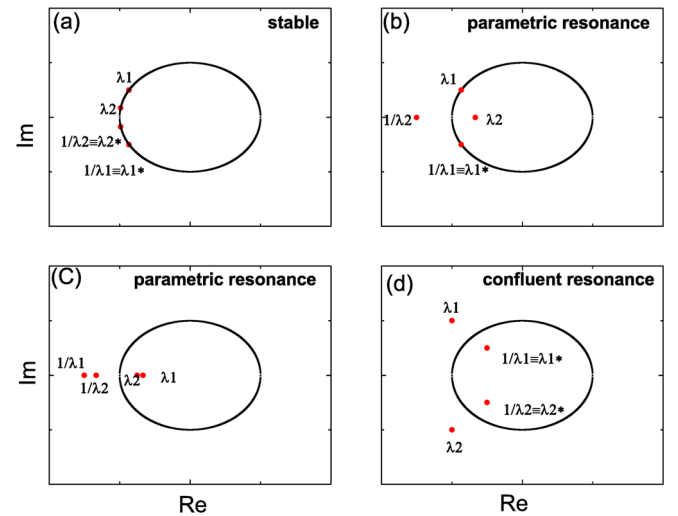 (a)
stable
λ1
λ2
1/λ2≡λ2*
1/λ1≡λ1*
Im
(b)
parametric resonance
λ1
1/λ2
λ2
1/λ1≡λ1*
(C)
parametric resonance
1/λ1
1/λ2
λ2
λ1
Im
Re
(d)
confluent resonance
λ1
1/λ1≡λ1*
1/λ2≡λ2*
λ2
Re